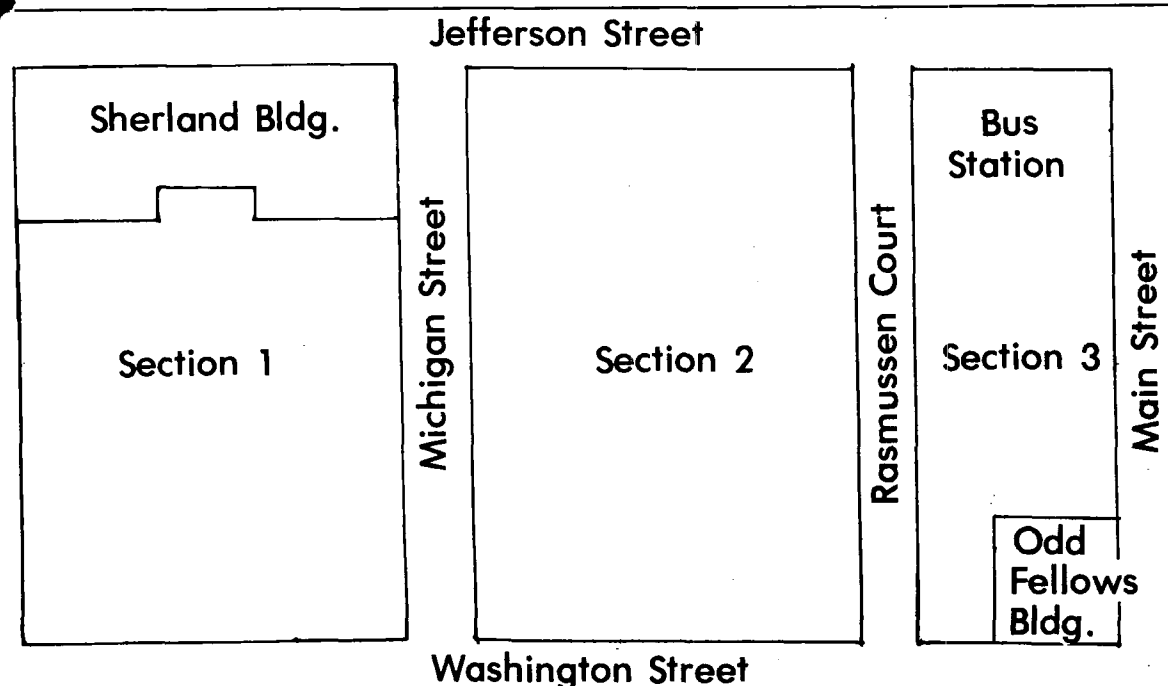 Jefferson Street
Sherland Bldg.
Bus
Station
Michigan Street
Rasmussen Court
Main Street
Section 1
Section 2
Section 3
Odd
Fellows
Bldg.
Washington Street